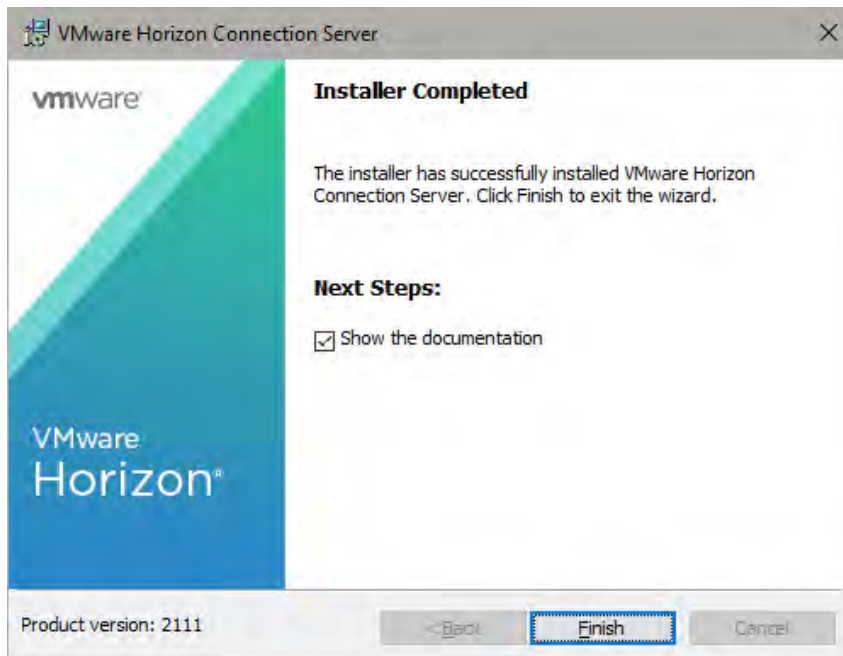 VMware Horizon Connection Server
vmware
Installer Completed
The installer has successfully installed VMware Horizon
Connection Server. Click Finish to exit the wizard.
Next Steps:
Show the documentation
VMware
Horizon®
Product version: 2111
<Back
Finish
Cancel